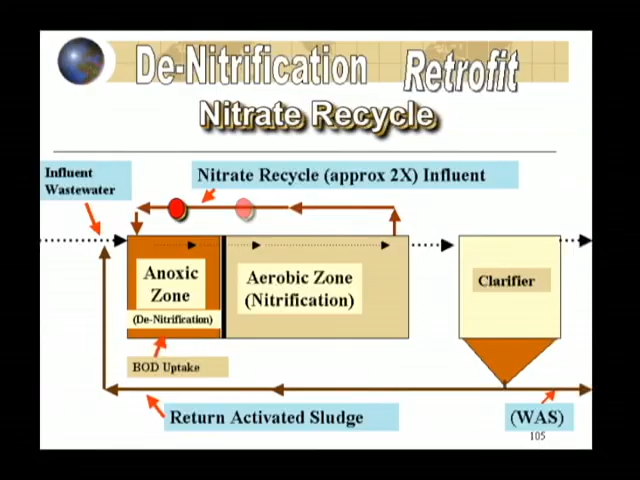 De-Nitrification Retrofit
Nitrate Recycle
Influent
Wastewater
Nitrate Recycle (approx 2X) Influent
Anoxic
Zone
(De-Nitrification)
Aerobic Zone
(Nitrification)
Clarifier
BOD Uptake
Return Activated Sludge
(WAS)
105